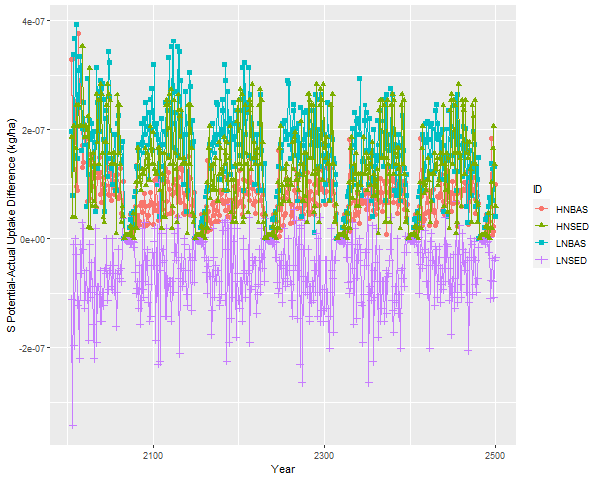 S Potential-Actual Uptake Difference (kg/ha)
4e-07
2e-07
0e+00
-2e-07
2100
2300
2500
Year
ID
HNBAS
HNSED
LNBAS
LNSED